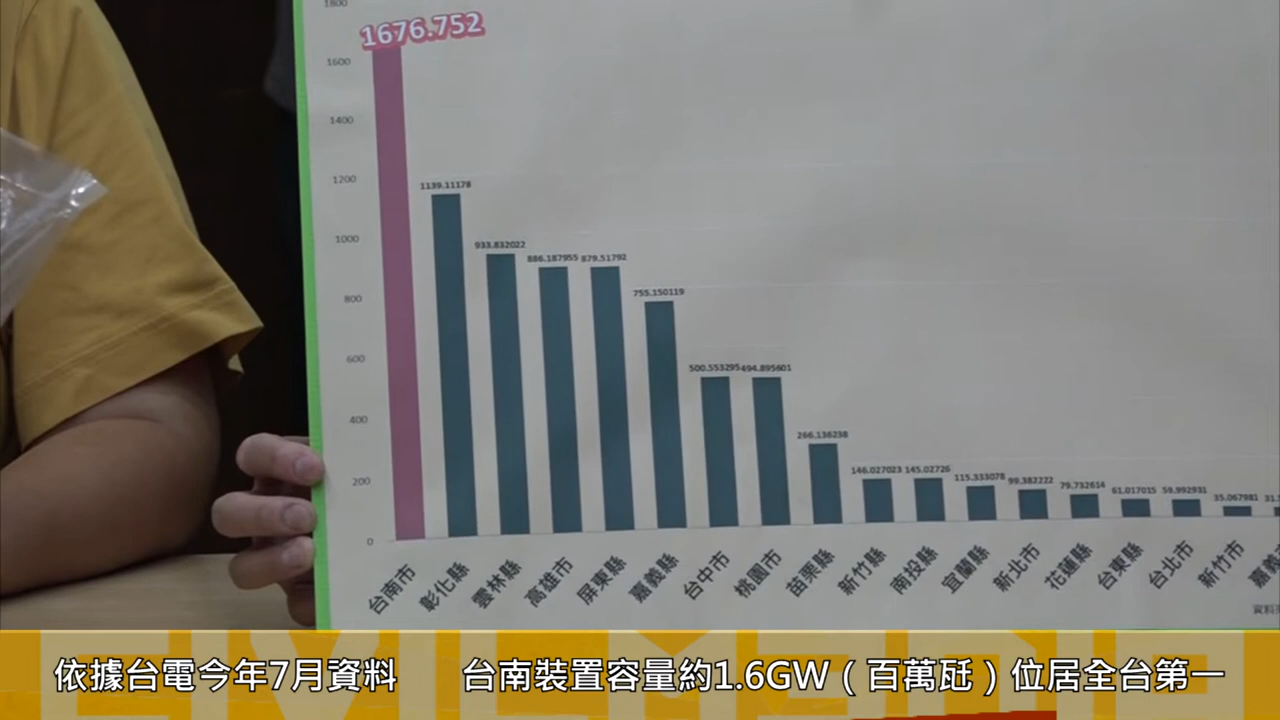 1800
1676.752
1600
1400
1200
1139.11178
1000
933.832022
886.187955 879.51792
800
755.150119
600
500.553295 494.895601
400
266.136238
200
146.027023 145.02726
115.333078
99.382222
79.732614
61.017015
59.992931
35.067981
0
台南市
彰化縣
雲林縣
高雄市
屏東縣
嘉義縣
台中市
桃園市
苗栗縣
新竹縣
南投縣
宜蘭縣
新北市
花蓮縣
台東縣
台北市
新竹市
嘉義
依據台電今年7月資料 台南裝置容量約1.6GW（百萬瓩）位居全台第一